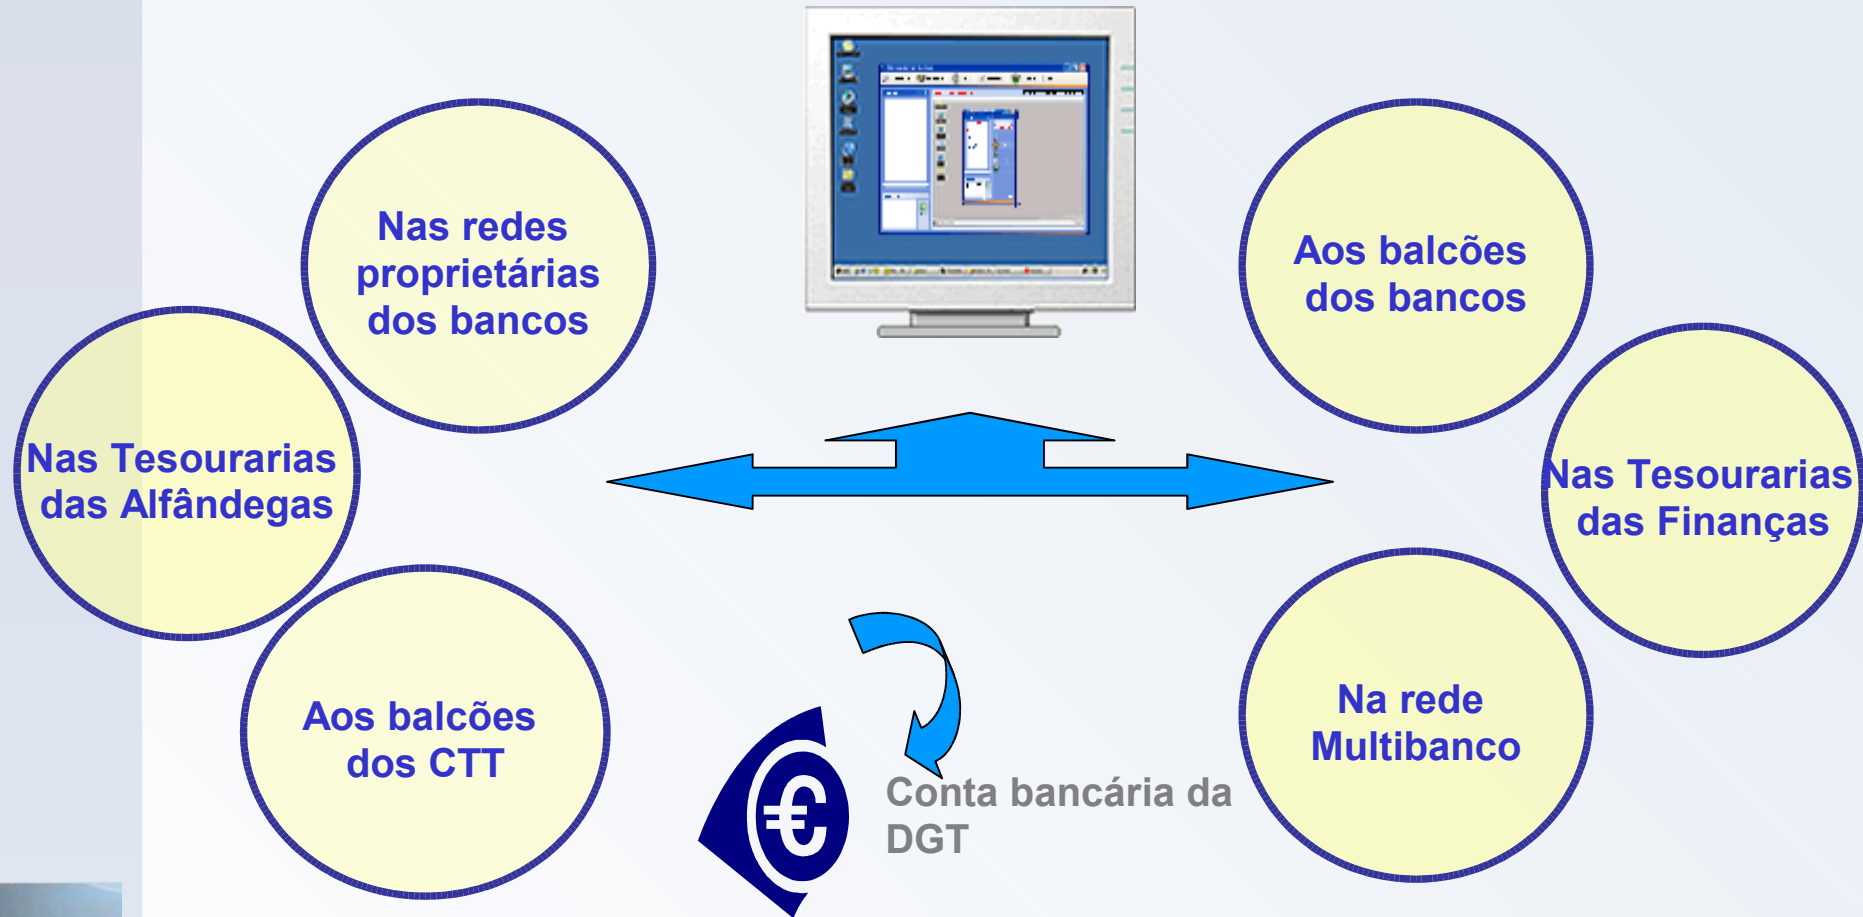 Nas redes
proprietárias
dos bancos
Aos balcões
dos bancos
Nas Tesourarias
das Alfândegas
Nas Tesourarias
das Finanças
Aos balcões
dos CTT
Na rede
Multibanco
€
Conta bancária da
DGT